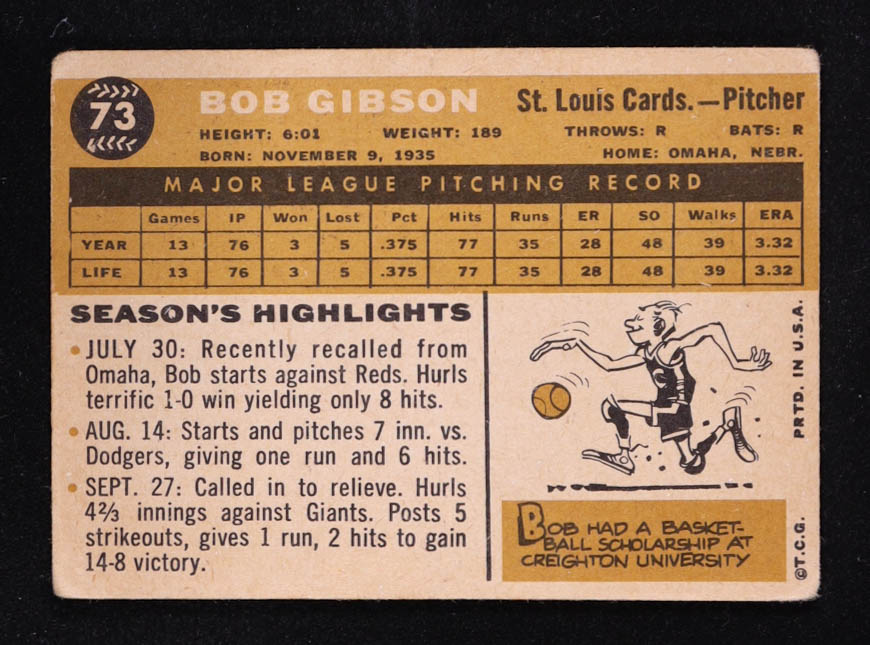 73
BOB GIBSON St. Louis Cards.—Pitcher
HEIGHT: 6:01 WEIGHT: 189 THROWS: R BATS: R
BORN: NOVEMBER 9, 1935 HOME: OMAHA, NEBR.
MAJOR LEAGUE PITCHING RECORD
Games IP Won Lost Pct Hits Runs ER SO Walks ERA
YEAR 13 76 3 5 .375 77 35 28 48 39 3.32
LIFE 13 76 3 5 .375 77 35 28 48 39 3.32
SEASON'S HIGHLIGHTS
• JULY 30: Recently recalled from
Omaha, Bob starts against Reds. Hurls
terrific 1-0 win yielding only 8 hits.
• AUG. 14: Starts and pitches 7 inn. vs.
Dodgers, giving one run and 6 hits.
• SEPT. 27: Called in to relieve. Hurls
4⅔ innings against Giants. Posts 5
strikeouts, gives 1 run, 2 hits to gain
14-8 victory.
C
BOB HAD A BASKET-
BALL SCHOLARSHIP AT
CREIGHTON UNIVERSITY
PRTD. IN U.S.A.
©T.C.G.